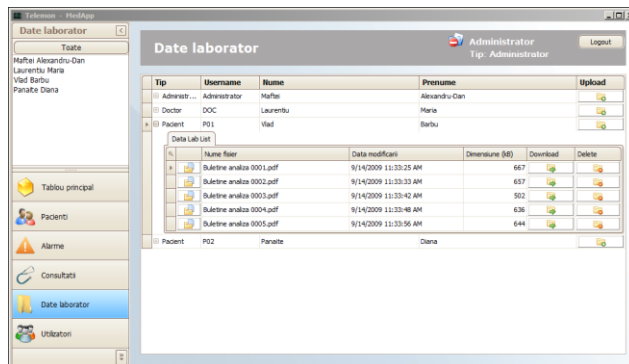 Telemon - MedApp
Date laborator
Toate
Maftei Alexandru-Dan
Laurentiu Maria
Vlad Barbu
Panaite Diana
Tablou principal
Pacienti
Alarme
Consultatii
Date laborator
Utilizatori
Date laborator
Administrator
Tip: Administrator
Logout
Tip Username Nume Prenume Upload
Administr... Administrator Maftei Alexandru-Dan
Doctor DOC Laurentiu Maria
Pacient P01 Vlad Barbu
Data Lab List
Nume fisier Data modificarii Dimensiune (kB) Download Delete
Buletine analiza 0001.pdf 9/14/2009 11:33:25 AM 667
Buletine analiza 0002.pdf 9/14/2009 11:33:33 AM 657
Buletine analiza 0003.pdf 9/14/2009 11:33:42 AM 502
Buletine analiza 0004.pdf 9/14/2009 11:33:48 AM 636
Buletine analiza 0005.pdf 9/14/2009 11:33:56 AM 644
Pacient P02 Panaite Diana